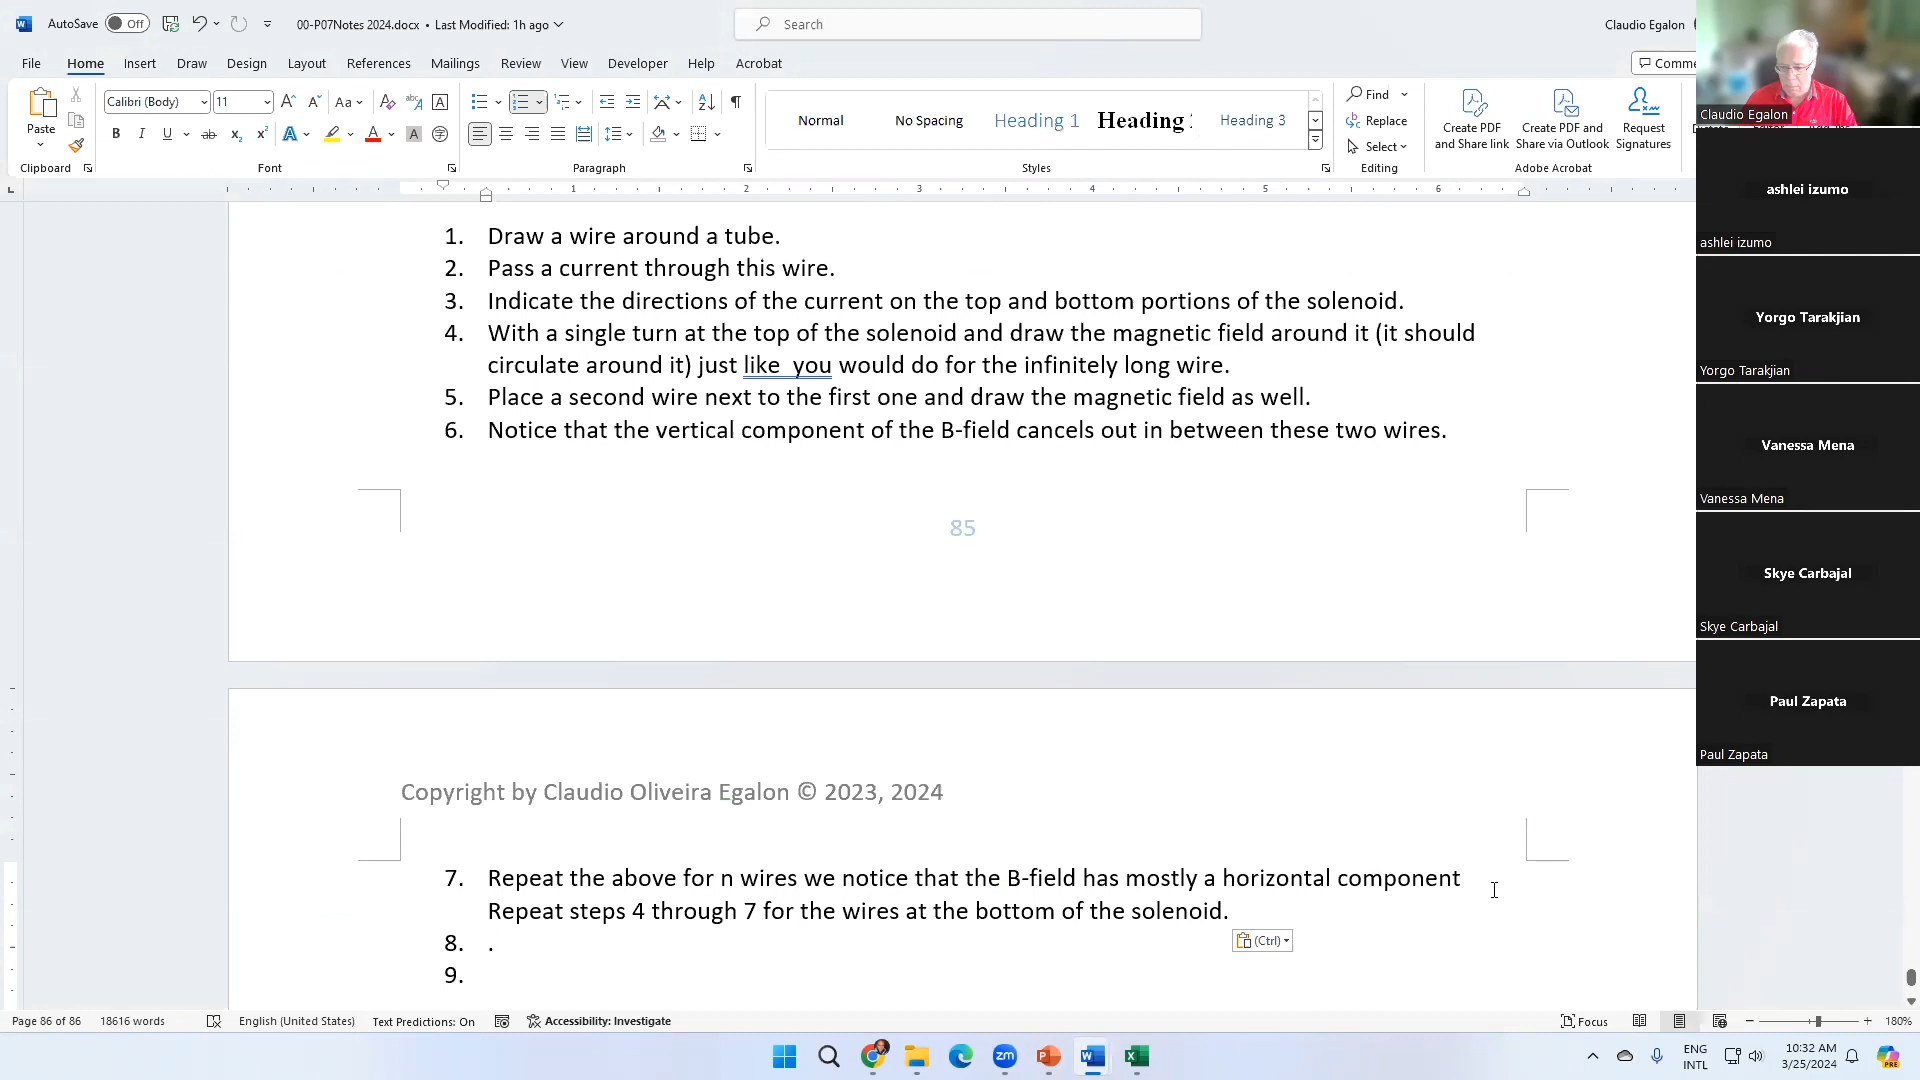 AutoSave Off 00-P07Notes 2024.docx • Last Modified: 1h ago Search Claudio Egalon
File Home Insert Draw Design Layout References Mailings Review View Developer Help Acrobat
Paste Calibri (Body) 11 Normal No Spacing Heading 1 Heading Heading 3 Find Replace Select Create PDF and Share link Create PDF and Share via Outlook Request Signatures
Clipboard Font Paragraph Styles Editing Adobe Acrobat
1 2 3 4 5 6
1. Draw a wire around a tube.
2. Pass a current through this wire.
3. Indicate the directions of the current on the top and bottom portions of the solenoid.
4. With a single turn at the top of the solenoid and draw the magnetic field around it (it should
circulate around it) just like  you would do for the infinitely long wire.
5. Place a second wire next to the first one and draw the magnetic field as well.
6. Notice that the vertical component of the B-field cancels out in between these two wires.
85
Copyright by Claudio Oliveira Egalon © 2023, 2024
7. Repeat the above for n wires we notice that the B-field has mostly a horizontal component
Repeat steps 4 through 7 for the wires at the bottom of the solenoid.
8. .
(Ctrl)
9.
Claudio Egalon
ashlei izumo
ashlei izumo
Yorgo Tarakjian
Yorgo Tarakjian
Vanessa Mena
Vanessa Mena
Skye Carbajal
Skye Carbajal
Paul Zapata
Paul Zapata
Page 86 of 86 18616 words English (United States) Text Predictions: On Accessibility: Investigate Focus 180%
ENG
INTL
10:32 AM
3/25/2024